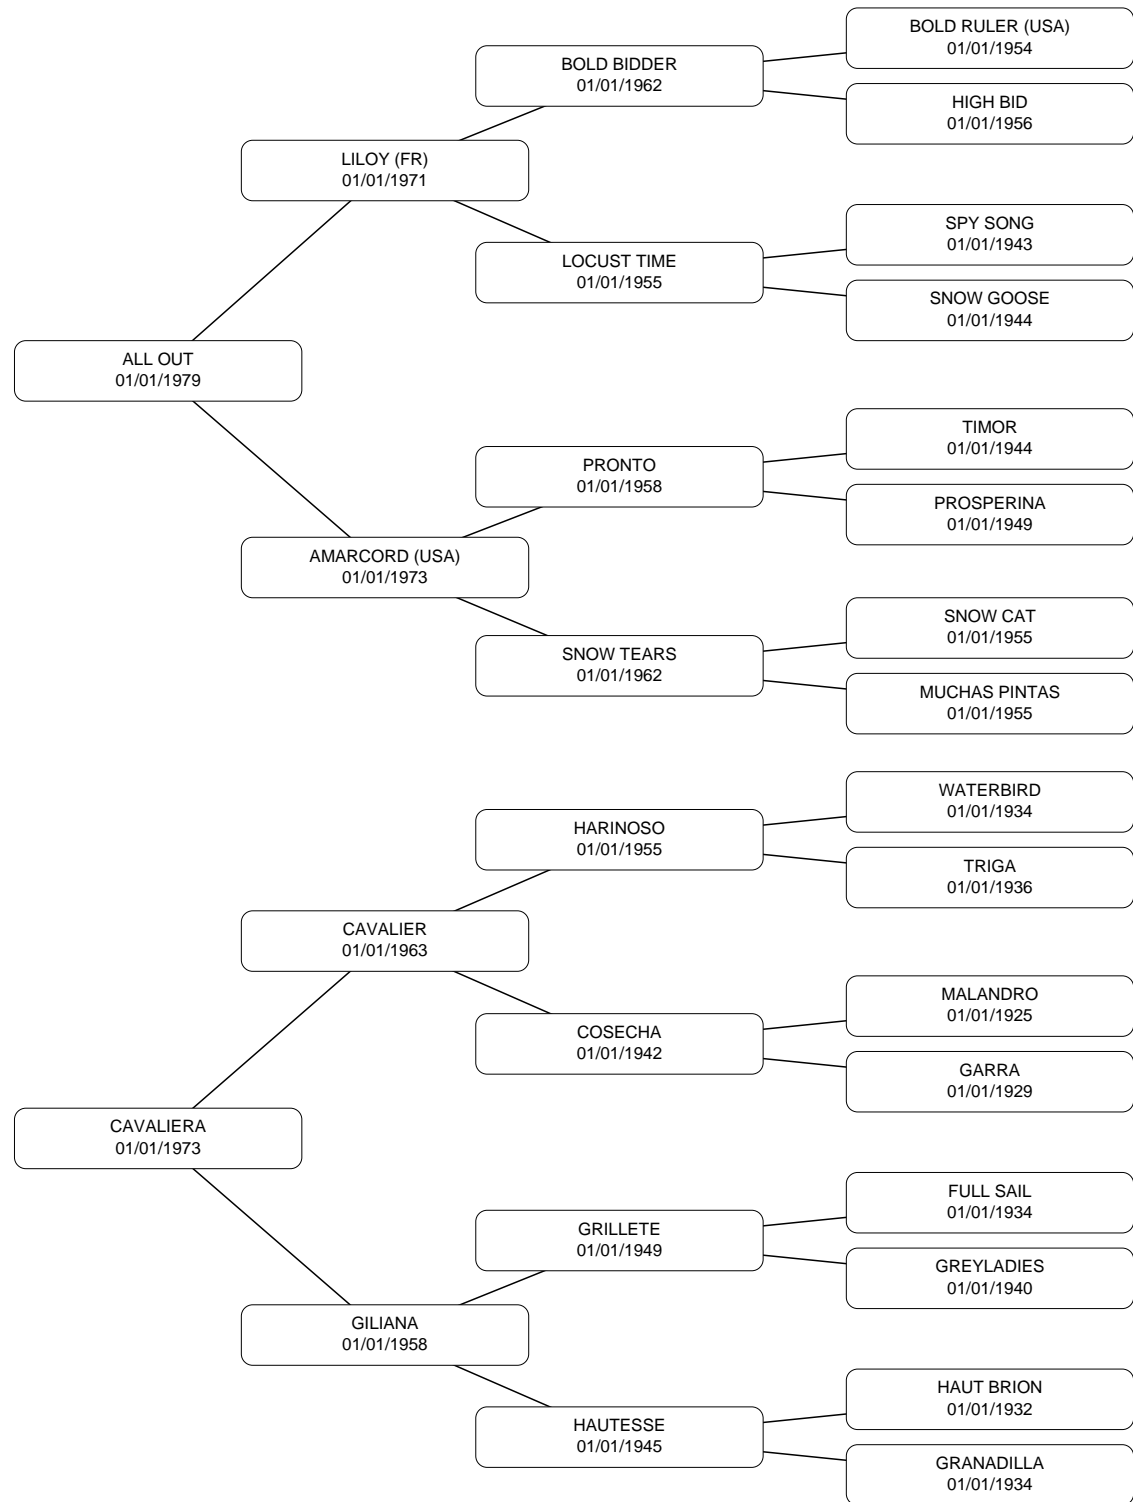 BOLD RULER (USA)
01/01/1954
BOLD BIDDER
01/01/1962
HIGH BID
01/01/1956
LILOY (FR)
01/01/1971
SPY SONG
01/01/1943
LOCUST TIME
01/01/1955
SNOW GOOSE
01/01/1944
ALL OUT
01/01/1979
TIMOR
01/01/1944
PRONTO
01/01/1958
PROSPERINA
01/01/1949
AMARCORD (USA)
01/01/1973
SNOW CAT
01/01/1955
SNOW TEARS
01/01/1962
MUCHAS PINTAS
01/01/1955
WATERBIRD
01/01/1934
HARINOSO
01/01/1955
TRIGA
01/01/1936
CAVALIER
01/01/1963
MALANDRO
01/01/1925
COSECHA
01/01/1942
GARRA
01/01/1929
CAVALIERA
01/01/1973
FULL SAIL
01/01/1934
GRILLETE
01/01/1949
GREYLADIES
01/01/1940
GILIANA
01/01/1958
HAUT BRION
01/01/1932
HAUTESSE
01/01/1945
GRANADILLA
01/01/1934